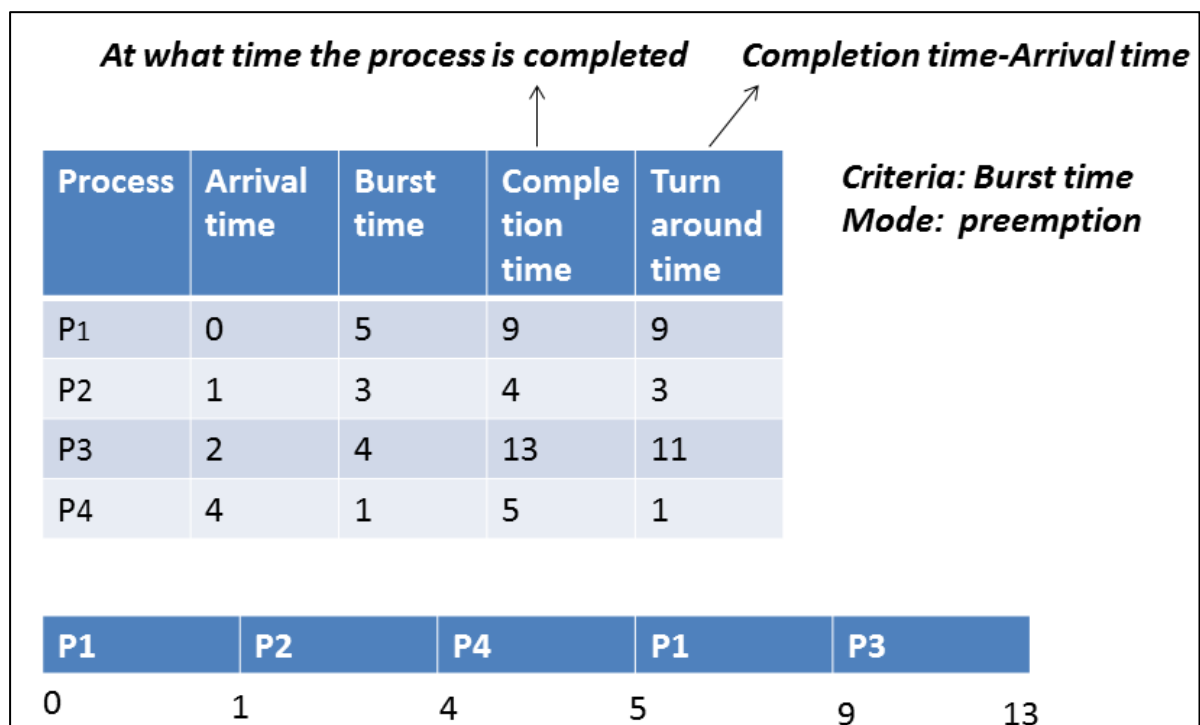 At what time the process is completed Completion time-Arrival time
Process Arrival time Burst time Comple tion time Turn around time
Criteria: Burst time
Mode: preemption
P1 0 5 9 9
P2 1 3 4 3
P3 2 4 13 11
P4 4 1 5 1
P1 P2 P4 P1 P3
0 1 4 5 9 13